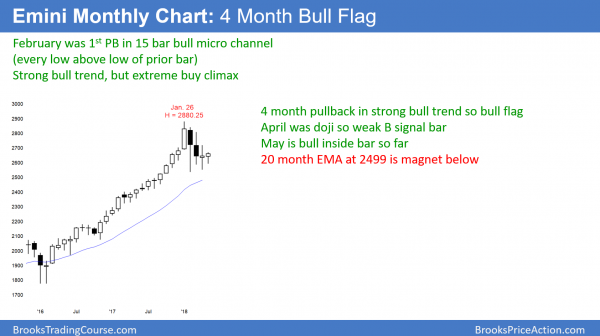 Emini Monthly Chart: 4 Month Bull Flag
February was 1st PB in 15 bar bull micro channel
(every low above low of prior bar)
Strong bull trend, but extreme buy climax
Jan. 26
H = 2880.25
4 month pullback in strong bull trend so bull flag
April was doji so weak B signal bar
May is bull inside bar so far
20 month EMA at 2499 is magnet below
3000
2900
2800
2700
2600
2500
2400
2300
2200
2100
2000
1900
1800
1700
'16 Jul '17 Jul '18
BrooksTradingCourse.com
BrooksPriceAction.com